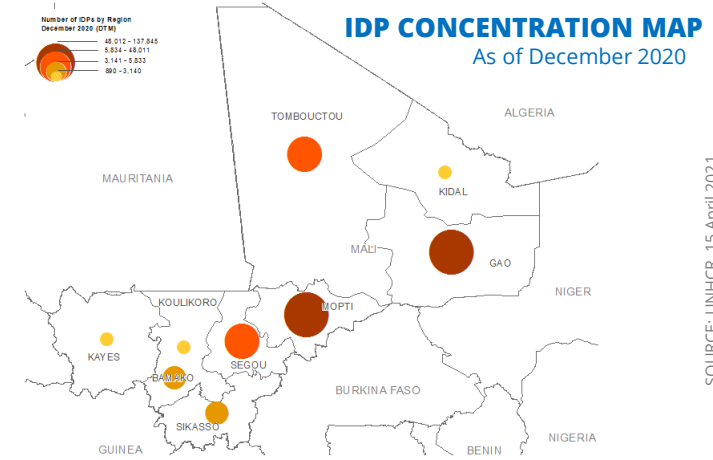 Number of IDPs by Region
December 2020 (DTM)
48,012 - 137,845
5,834 - 48,011
3,141 - 5,833
890 - 3,140
IDP CONCENTRATION MAP
As of December 2020
ALGERIA
TOMBOUCTOU
MAURITANIA
KIDAL
MALI
GAO
NIGER
KOULIKORO
MOPTI
KAYES
SEGOU
BAMAKO
BURKINA FASO
SIKASSO
GUINEA
BENIN
NIGERIA
SOURCE: UNHCR, 15 April 2021